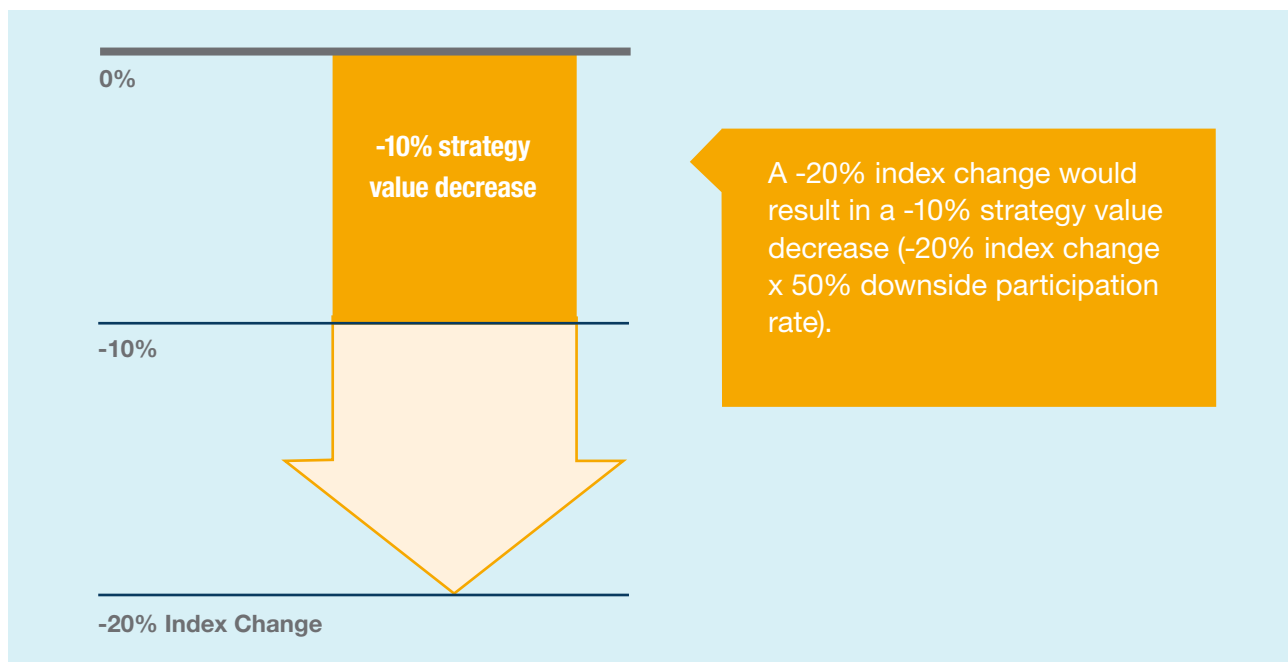 0%
-10% strategy
value decrease
A -20% index change would
result in a -10% strategy value
decrease (-20% index change
x 50% downside participation
rate).
-10%
-20% Index Change